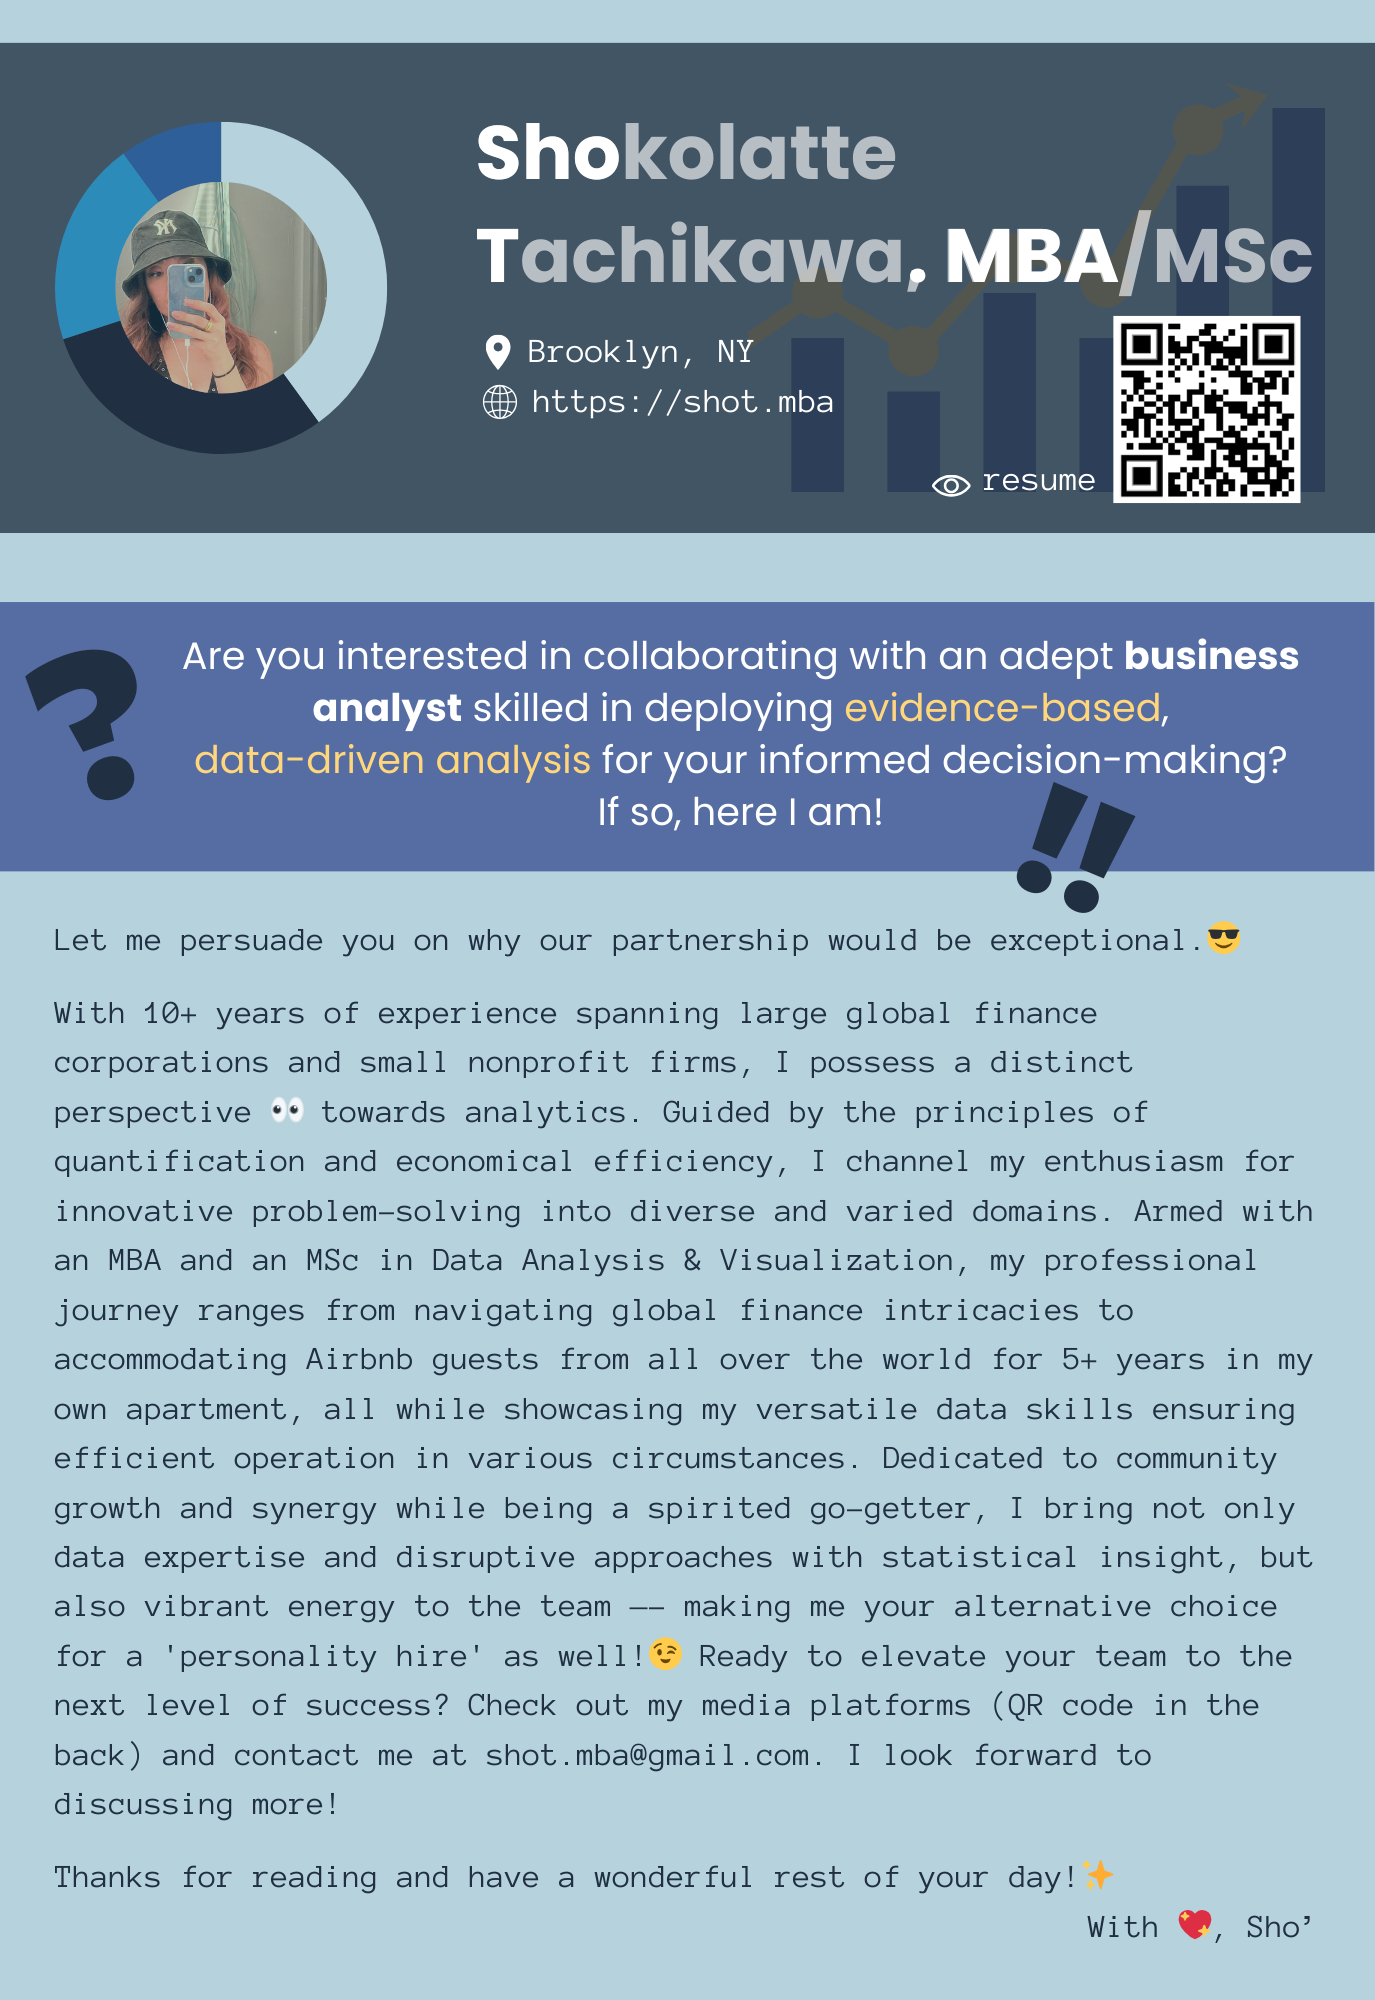 Shokolatte
Tachikawa, MBA/MSc
Brooklyn, NY
https://shot.mba
resume
?
Are you interested in collaborating with an adept business
analyst skilled in deploying evidence-based,
data-driven analysis for your informed decision-making?
If so, here I am!
!!
Let me persuade you on why our partnership would be exceptional.😎
With 10+ years of experience spanning large global finance
corporations and small nonprofit firms, I possess a distinct
perspective 👀 towards analytics. Guided by the principles of
quantification and economical efficiency, I channel my enthusiasm for
innovative problem-solving into diverse and varied domains. Armed with
an MBA and an MSc in Data Analysis & Visualization, my professional
journey ranges from navigating global finance intricacies to
accommodating Airbnb guests from all over the world for 5+ years in my
own apartment, all while showcasing my versatile data skills ensuring
efficient operation in various circumstances. Dedicated to community
growth and synergy while being a spirited go-getter, I bring not only
data expertise and disruptive approaches with statistical insight, but
also vibrant energy to the team -- making me your alternative choice
for a 'personality hire' as well!😉 Ready to elevate your team to the
next level of success? Check out my media platforms (QR code in the
back) and contact me at shot.mba@gmail.com. I look forward to
discussing more!
Thanks for reading and have a wonderful rest of your day!✨
With 💖, Sho’